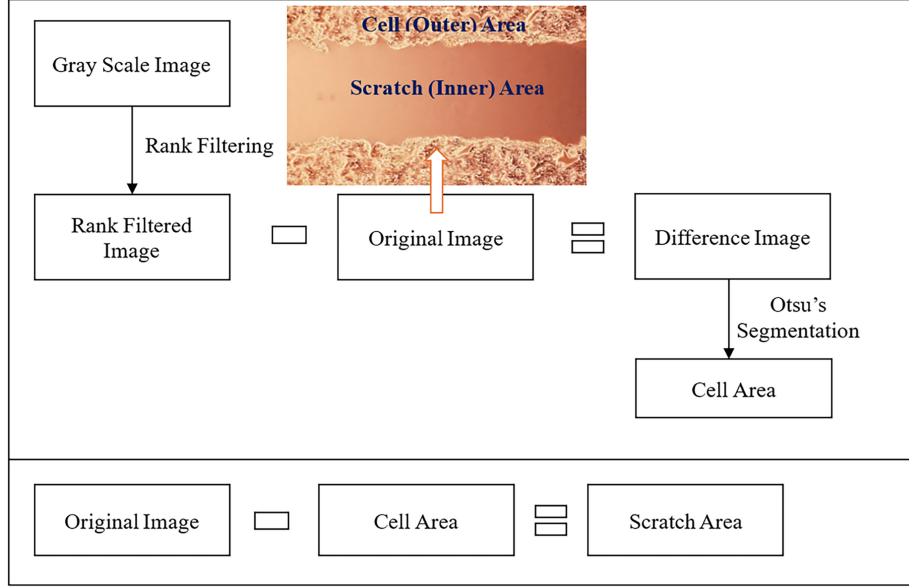 Gray Scale Image
Cell (Outer) Area
Scratch (Inner) Area
Rank Filtering
Rank Filtered
Image
Original Image
Difference Image
Otsu's
Segmentation
Cell Area
Original Image
Cell Area
Scratch Area